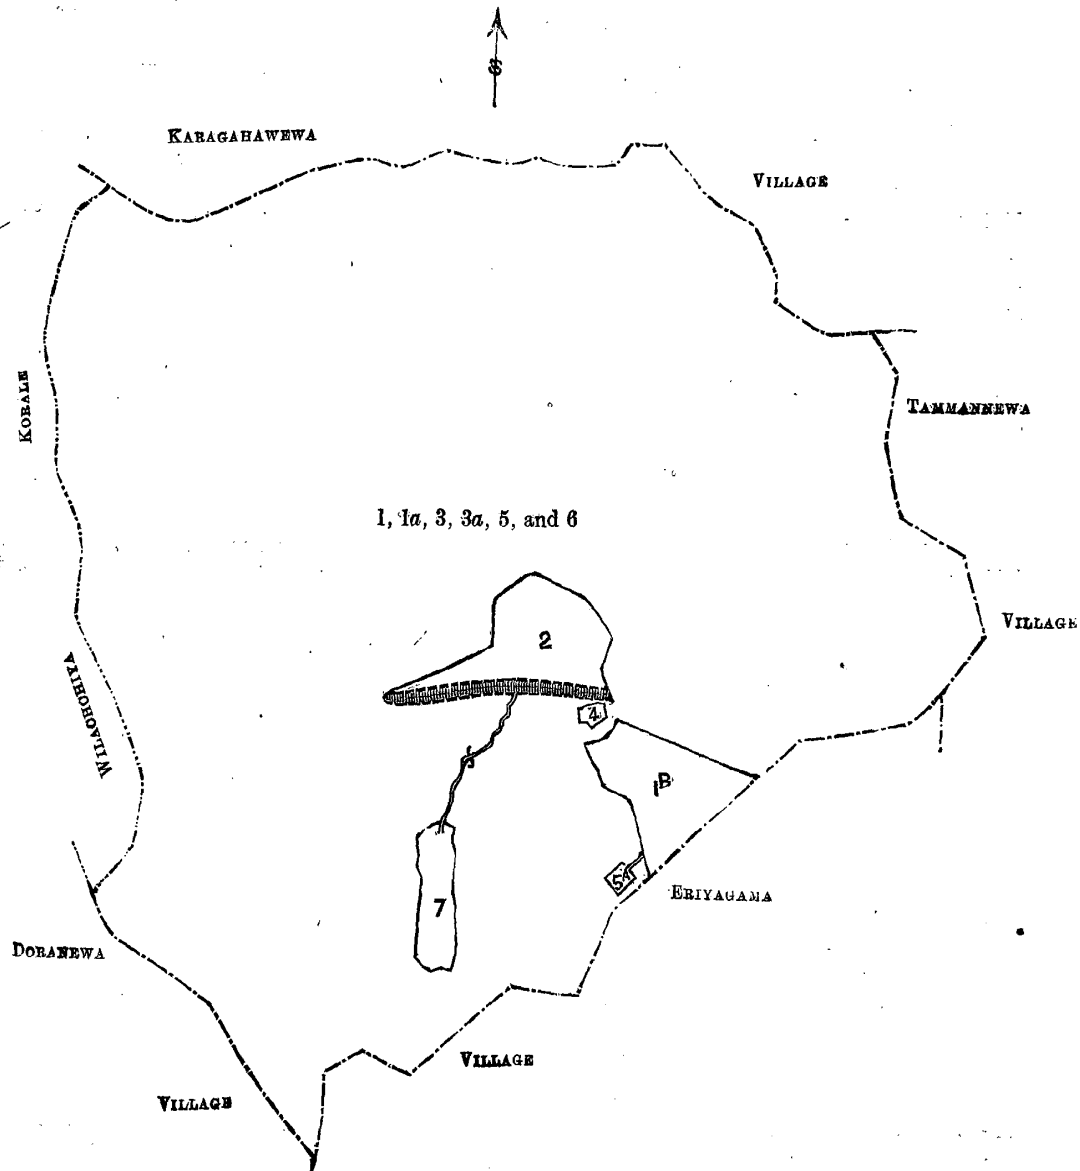 KARAGAHAWEWA
VILLAGE
KORALE
TAMMANNEWA
1, 1a, 3, 3a, 5, and 6
2
VILLAGE
WILACHCHIYA
4
1B
5A
7
ERIYAGAMA
DORANEWA
VILLAGE
VILLAGE